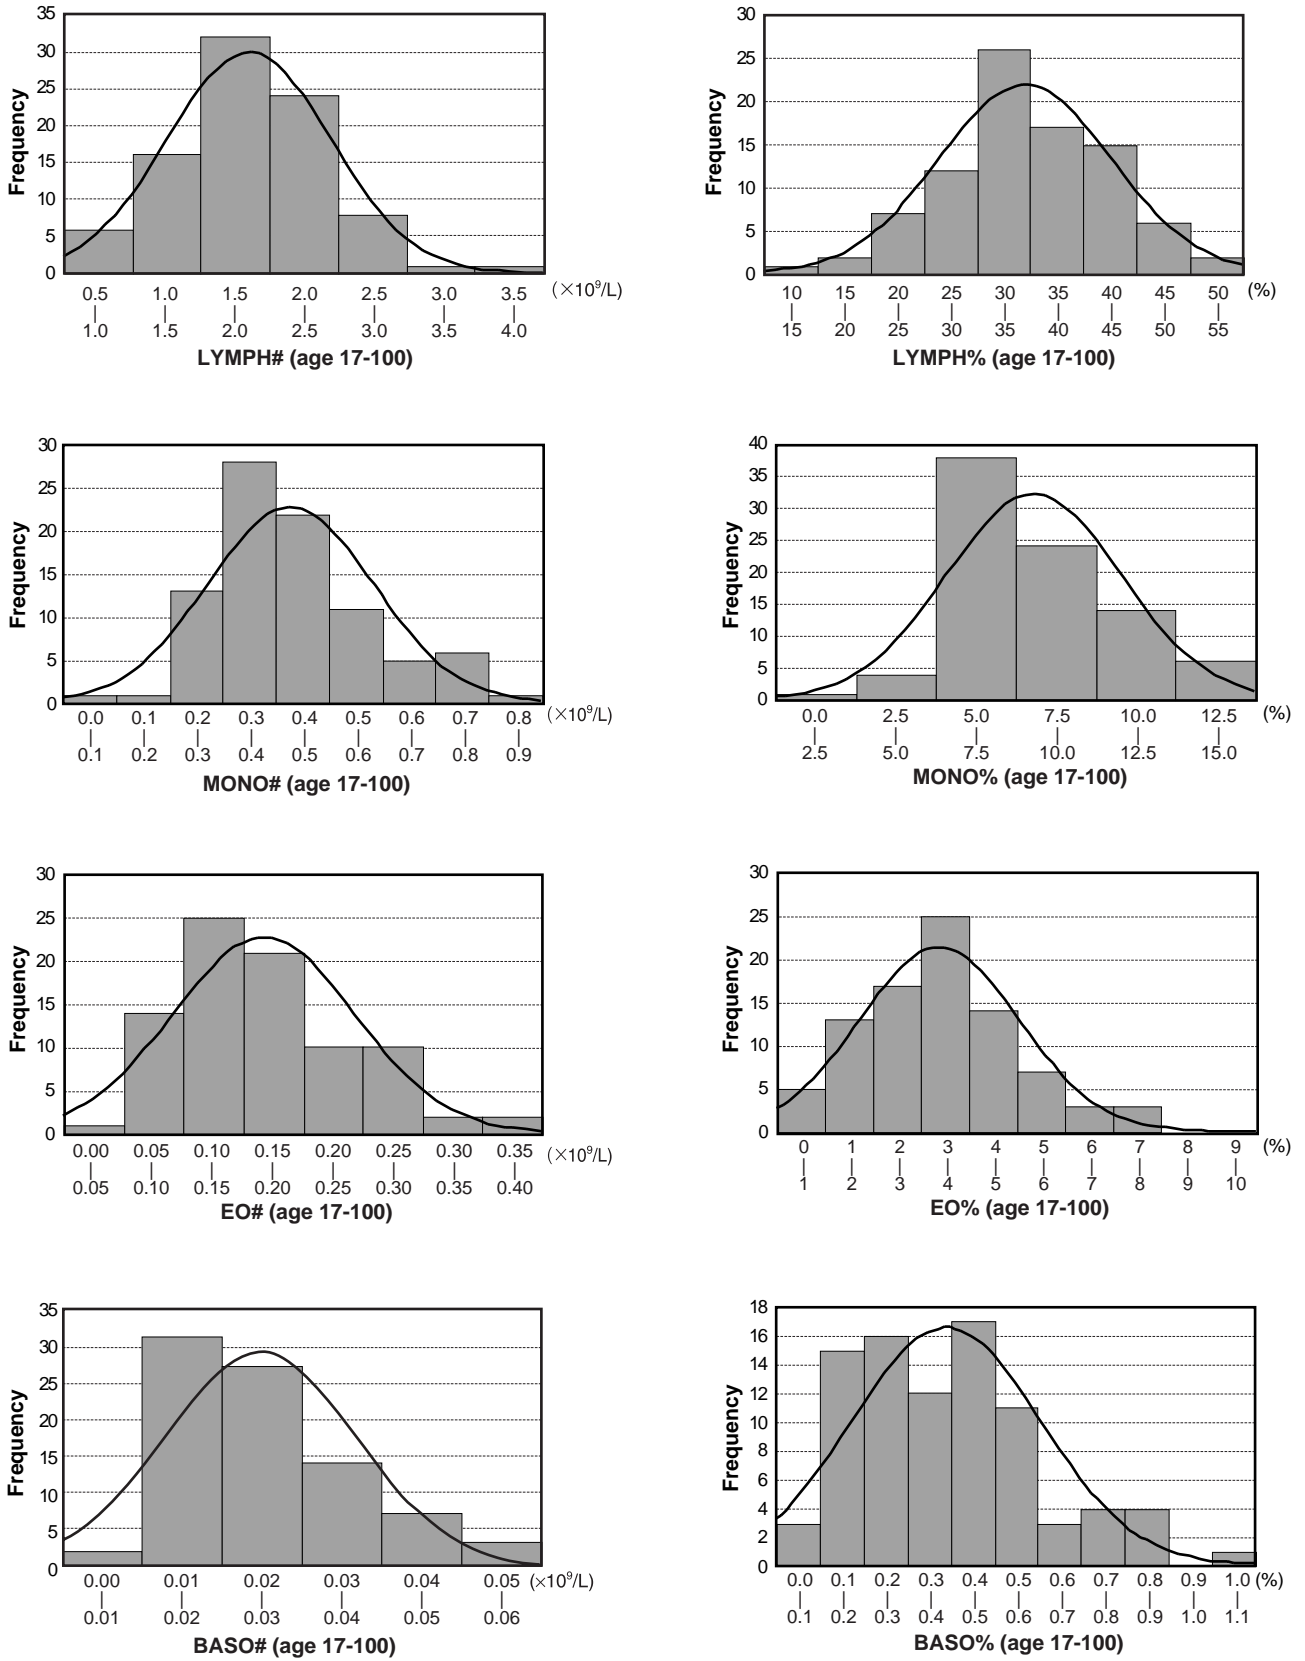 35
30
25
20
15
10
5
0
Frequency
0.5 1.0 1.5 2.0 2.5 3.0 3.5 (×10⁹/L)
1.0 1.5 2.0 2.5 3.0 3.5 4.0
LYMPH# (age 17-100)
30
25
20
15
10
5
0
Frequency
10 15 20 25 30 35 40 45 50 (%)
15 20 25 30 35 40 45 50 55
LYMPH% (age 17-100)
30
25
20
15
10
5
0
Frequency
0.0 0.1 0.2 0.3 0.4 0.5 0.6 0.7 0.8 (×10⁹/L)
0.1 0.2 0.3 0.4 0.5 0.6 0.7 0.8 0.9
MONO# (age 17-100)
40
35
30
25
20
15
10
5
0
Frequency
0.0 2.5 5.0 7.5 10.0 12.5 (%)
2.5 5.0 7.5 10.0 12.5 15.0
MONO% (age 17-100)
30
25
20
15
10
5
0
Frequency
0.00 0.05 0.10 0.15 0.20 0.25 0.30 0.35 (×10⁹/L)
0.05 0.10 0.15 0.20 0.25 0.30 0.35 0.40
EO# (age 17-100)
30
25
20
15
10
5
0
Frequency
0 1 2 3 4 5 6 7 8 9 (%)
1 2 3 4 5 6 7 8 9 10
EO% (age 17-100)
35
30
25
20
15
10
5
0
Frequency
0.00 0.01 0.02 0.03 0.04 0.05 (×10⁹/L)
0.01 0.02 0.03 0.04 0.05 0.06
BASO# (age 17-100)
18
16
14
12
10
8
6
4
2
0
Frequency
0.0 0.1 0.2 0.3 0.4 0.5 0.6 0.7 0.8 0.9 1.0 (%)
0.1 0.2 0.3 0.4 0.5 0.6 0.7 0.8 0.9 1.0 1.1
BASO% (age 17-100)